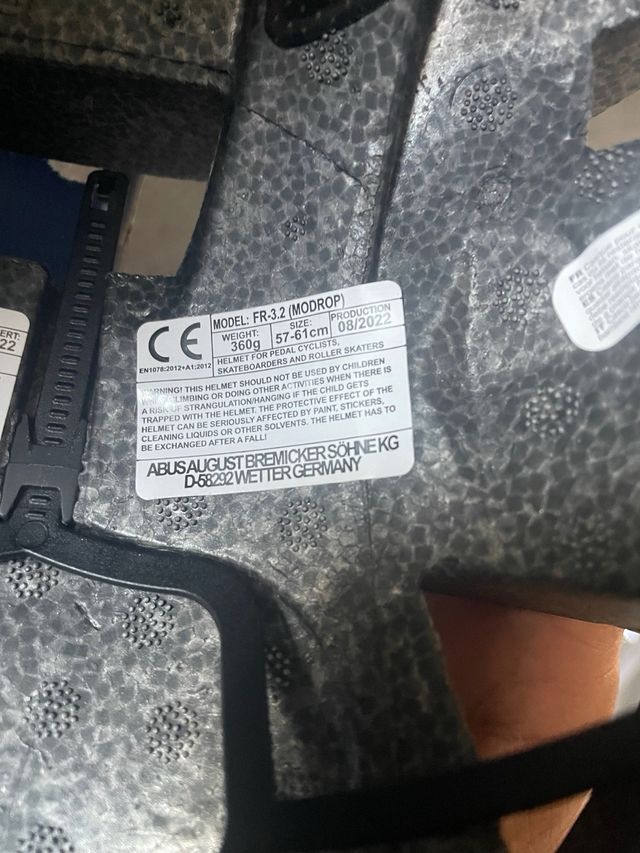 CE
EN1078:2012+A1:2012
MODEL: FR-3.2 (MODROP)
WEIGHT: 360g
SIZE: 57-61cm
PRODUCTION 08/2022
HELMET FOR PEDAL CYCLISTS,
SKATEBOARDERS AND ROLLER SKATERS
WARNING! THIS HELMET SHOULD NOT BE USED BY CHILDREN
WHILE CLIMBING OR DOING OTHER ACTIVITIES WHEN THERE IS
A RISK OF STRANGULATION/HANGING IF THE CHILD GETS
TRAPPED WITH THE HELMET. THE PROTECTIVE EFFECT OF THE
HELMET CAN BE SERIOUSLY AFFECTED BY PAINT, STICKERS,
CLEANING LIQUIDS OR OTHER SOLVENTS. THE HELMET HAS TO
BE EXCHANGED AFTER A FALL!
ABUS AUGUST BREMICKER SÖHNE KG
D-58292 WETTER GERMANY
ERT:
22